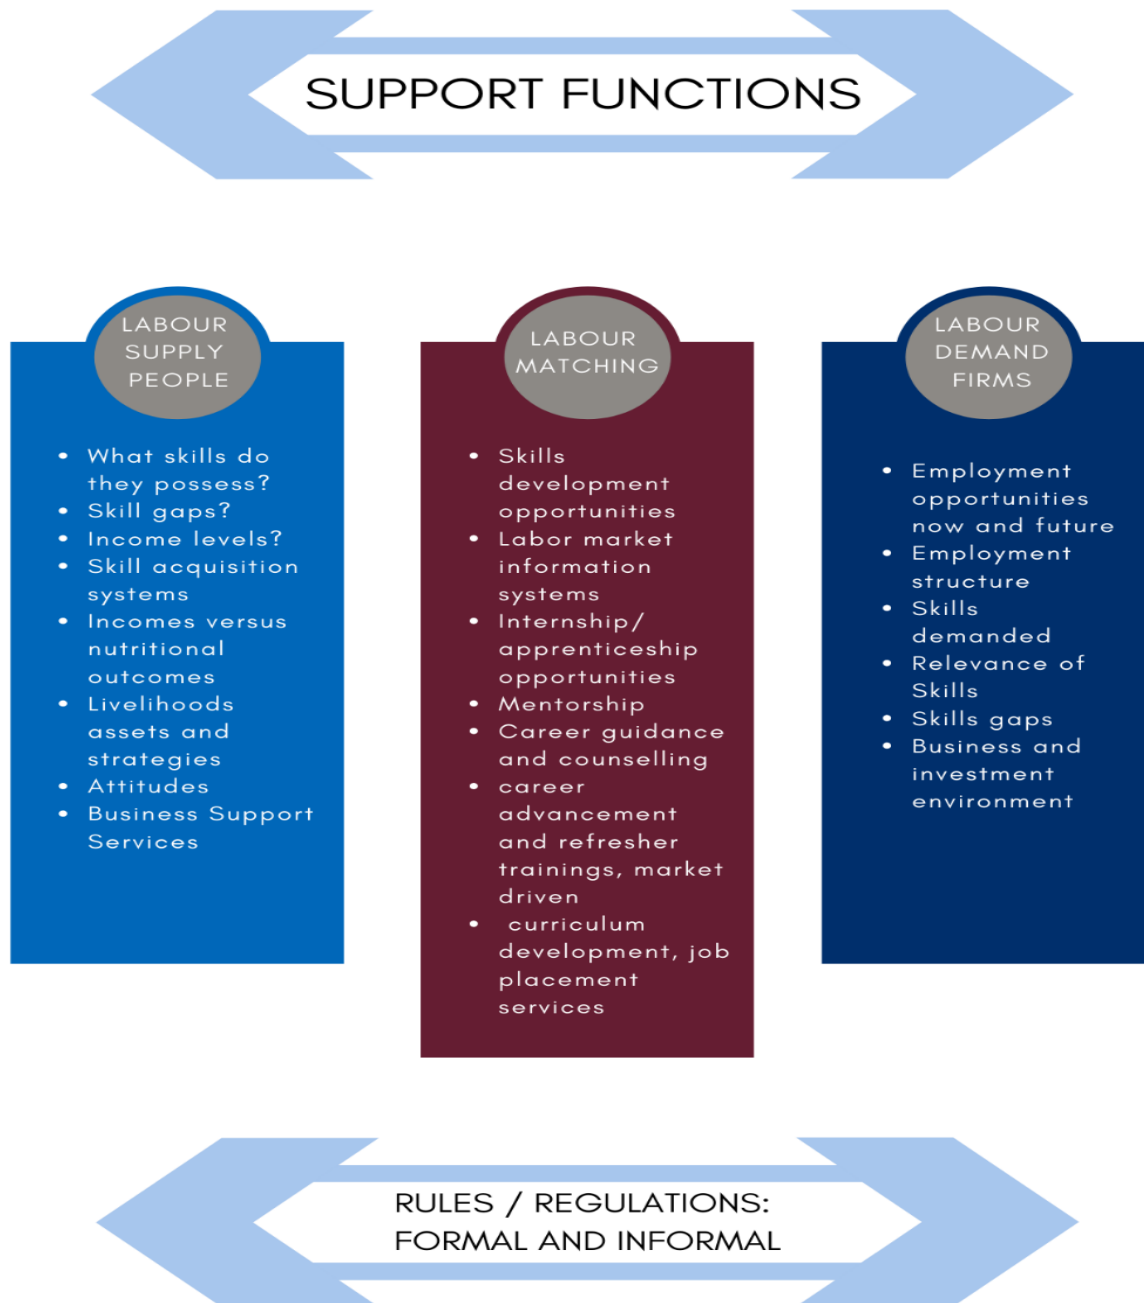 SUPPORT FUNCTIONS
LABOUR
SUPPLY
PEOPLE
• What skills do
they possess?
• Skill gaps?
• Income levels?
• Skill acquisition
systems
• Incomes versus
nutritional
outcomes
• Livelihoods
assets and
strategies
• Attitudes
• Business Support
Services
LABOUR
MATCHING
• Skills
development
opportunities
• Labor market
information
systems
• Internship/
apprenticeship
opportunities
• Mentorship
• Career guidance
and counselling
• career
advancement
and refresher
trainings, market
driven
• curriculum
development, job
placement
services
LABOUR
DEMAND
FIRMS
• Employment
opportunities
now and future
• Employment
structure
• Skills
demanded
• Relevance of
Skills
• Skills gaps
• Business and
investment
environment
RULES / REGULATIONS:
FORMAL AND INFORMAL